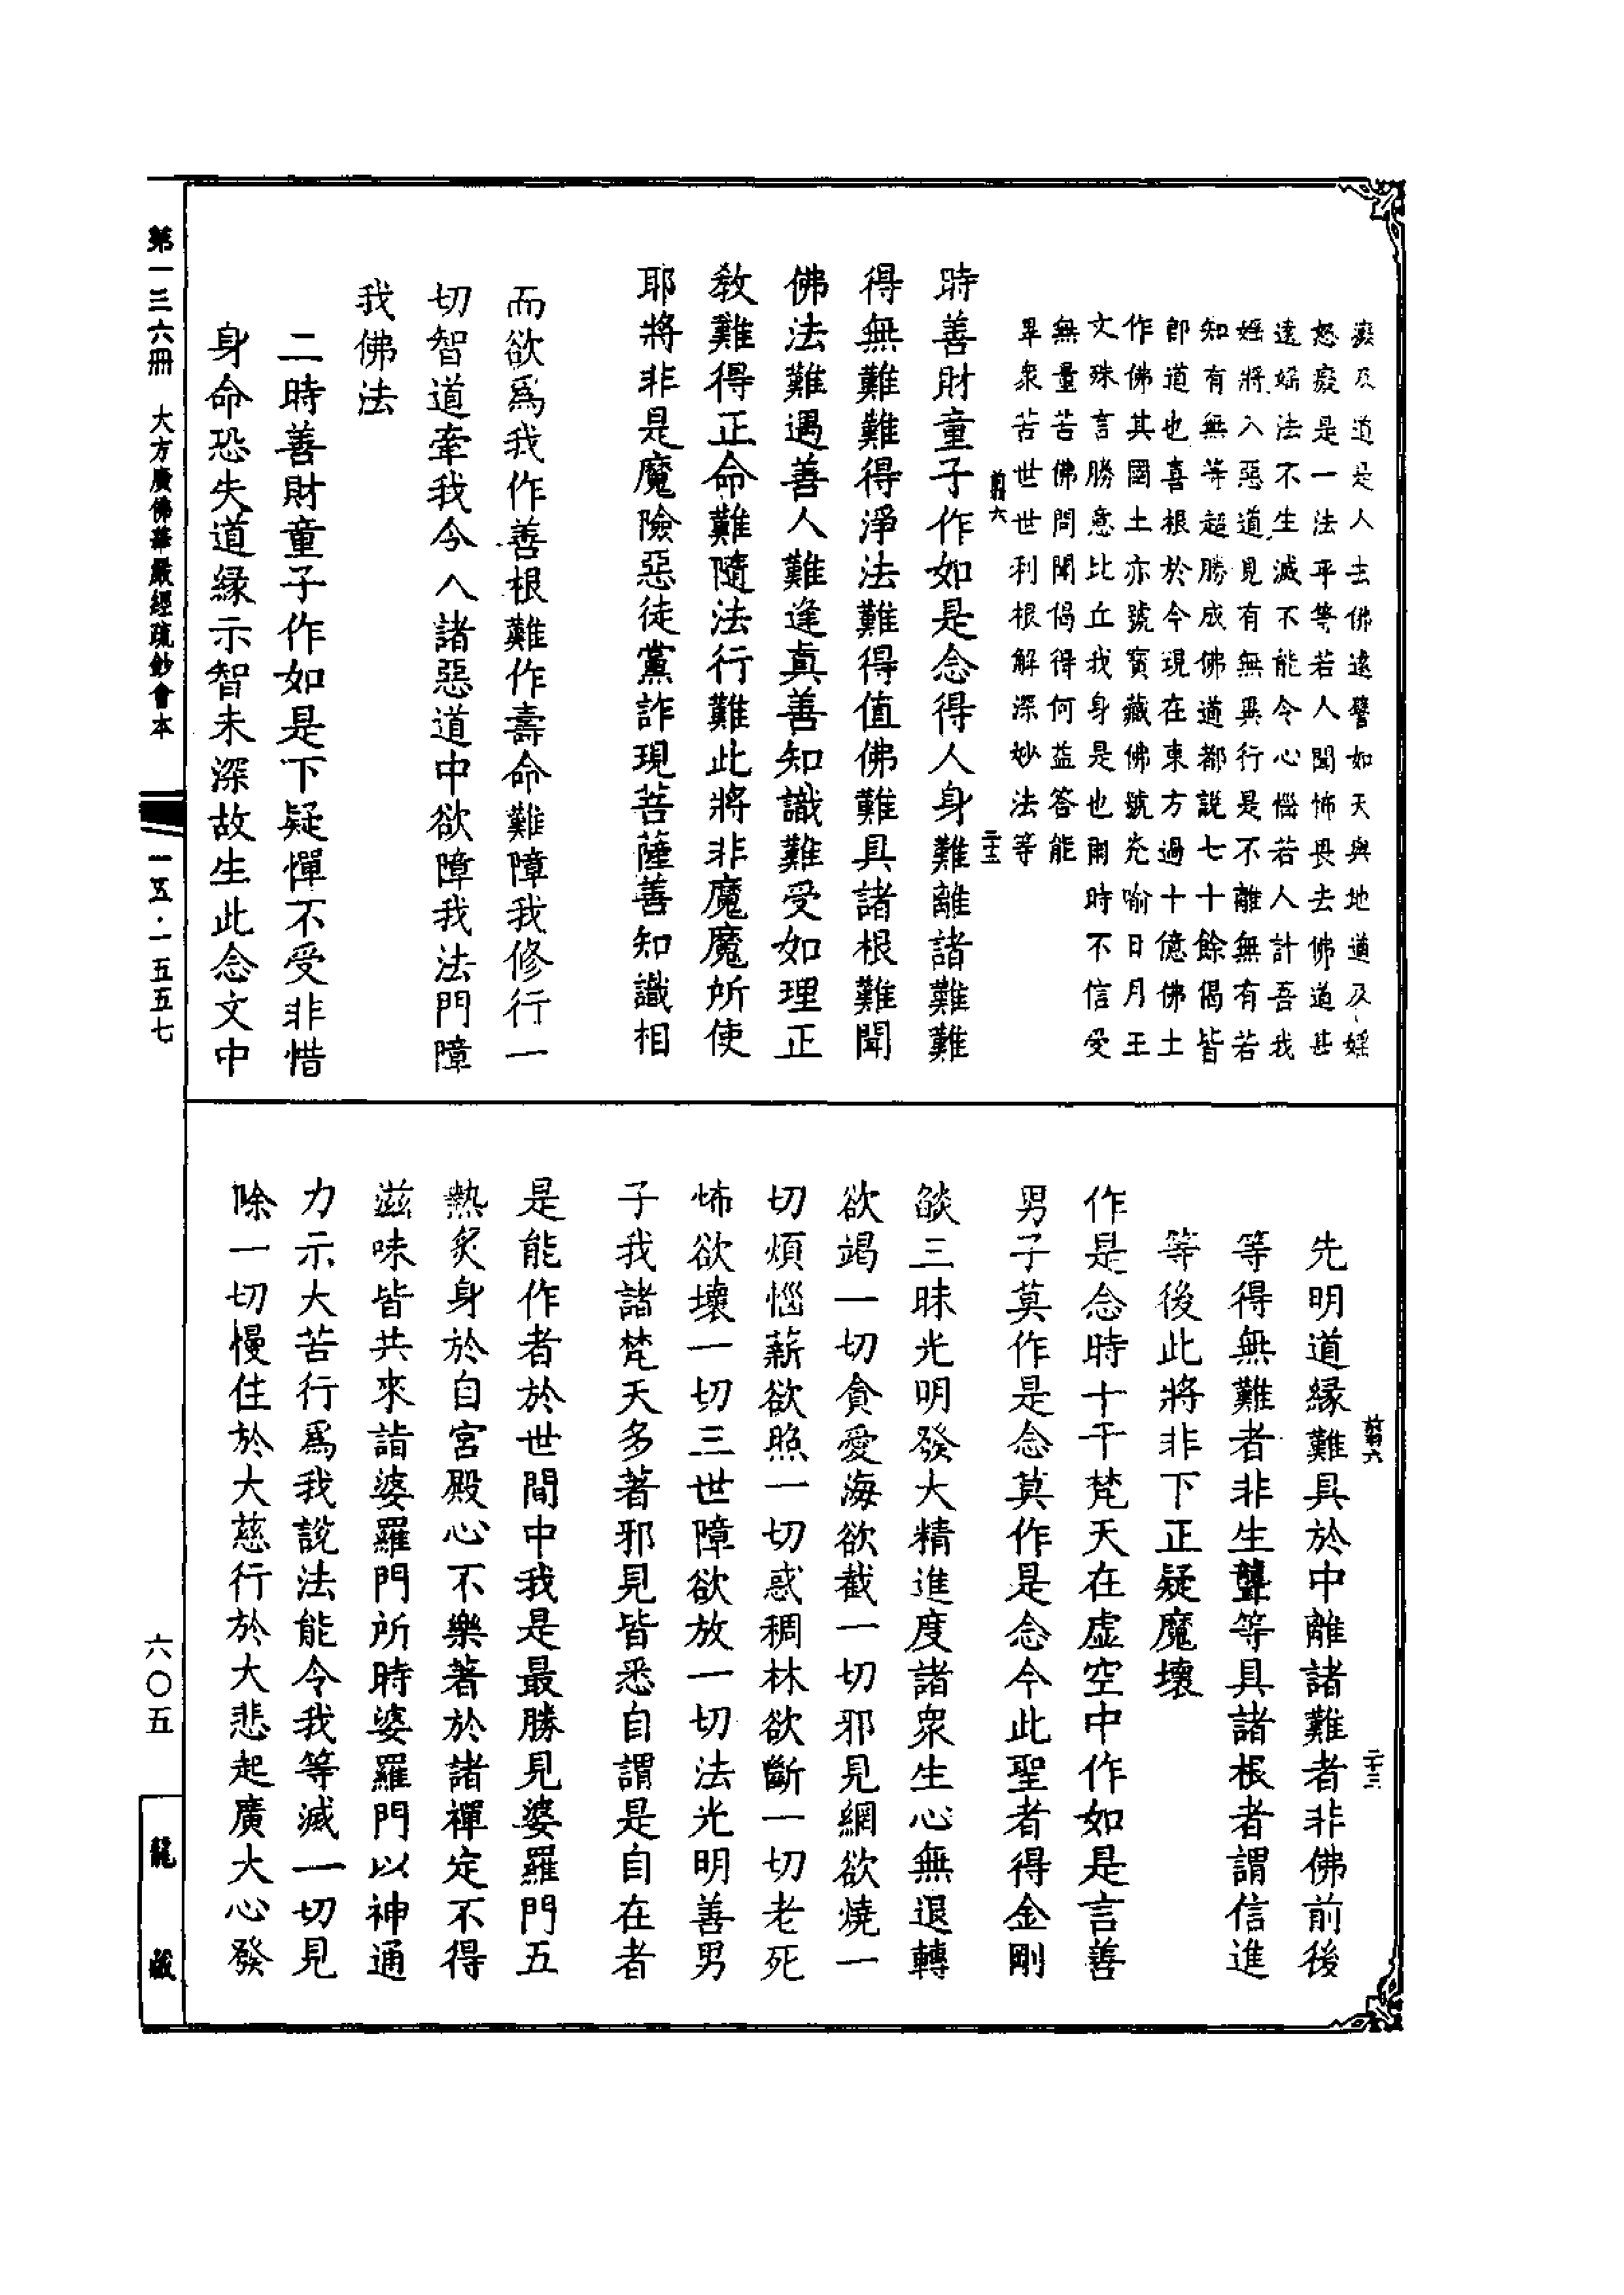 癡及道是人去佛遠譬如天與地道及婬
怒癡是一法平等若人聞怖畏去佛道甚
遠婬法不生滅不能令心惱若人計吾我
婬將入惡道見有無異行是不離無有若
知有無等超勝成佛道都説七十餘偈皆
即道也喜根於今現在東方過十億佛土
作佛其國土亦號寳藏佛號光喻日月王
文殊言勝意比丘我身是也爾時不信受
無量苦佛問聞偈得何益答能
畢衆苦世世利根解深妙法等
二十五
時善財童子作如是念得人身難離諸難難
得無難難得淨法難得值佛難具諸根難聞
佛法難遇善人難逢真善知識難受如理正
敎難得正命難隨法行難此將非魔魔所使
耶將非是魔險惡徒黨詐現菩薩善知識相
而欲爲我作善根難作壽命難障我修行一
切智道牽我令入諸惡道中欲障我法門障
我佛法
二時善財童子作如是下疑憚不受非惜
身命恐失道緣示智未深故生此念文中
先明道緣難具於中離諸難者非佛前後
等得無難者非生聾等具諸根者謂信進
等後此將非下正疑魔壞
作是念時十千梵天在虛空中作如是言善
男子莫作是念莫作是念今此聖者得金剛
燄三昧光明發大精進度諸衆生心無退轉
欲竭一切貪愛海欲截一切邪見網欲燒一
切煩惱薪欲照一切惑稠林欲斷一切老死
怖欲壞一切三世障欲放一切法光明善男
子我諸梵天多著邪見皆悉自謂是自在者
是能作者於世間中我是最勝見婆羅門五
熱炙身於自宮殿心不樂著於諸禪定不得
滋味皆共來詣婆羅門所時婆羅門以神通
力示大苦行爲我説法能令我等滅一切見
除一切慢住於大慈行於大悲起廣大心發
二十三
第一三六冊　大方廣佛華嚴經疏鈔會本
一五·一五五七
六〇五
龍藏